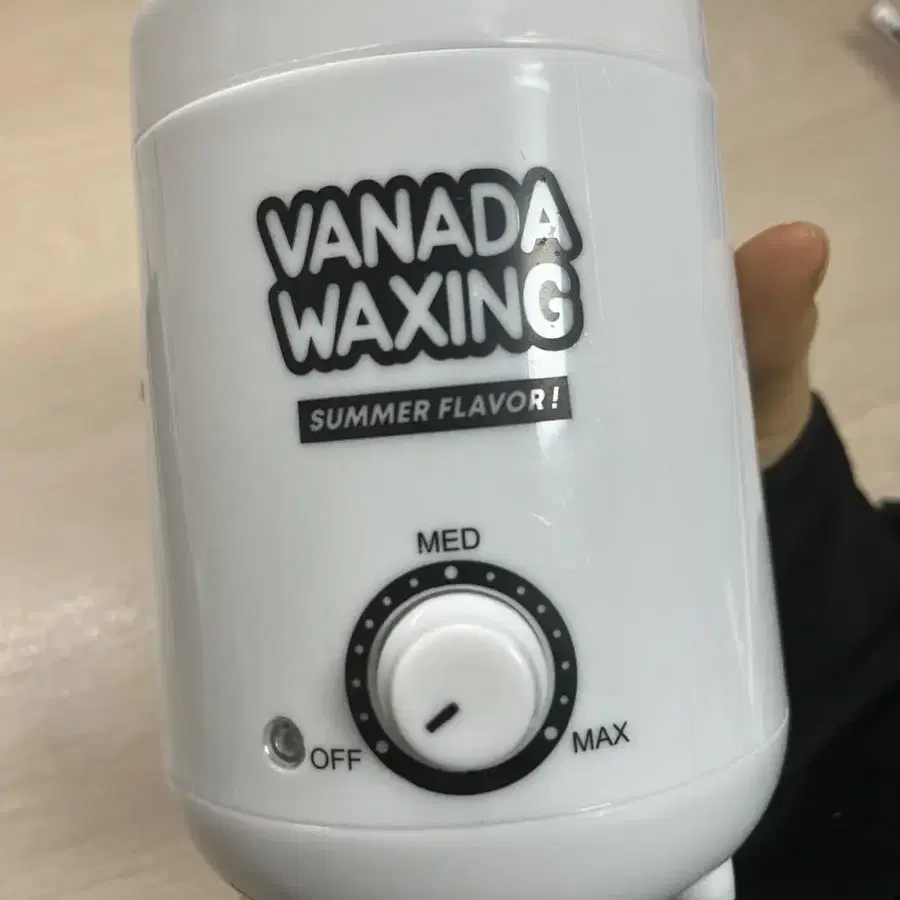 VANADA
WAXING
SUMMER FLAVOR!
MED
OFF
MAX